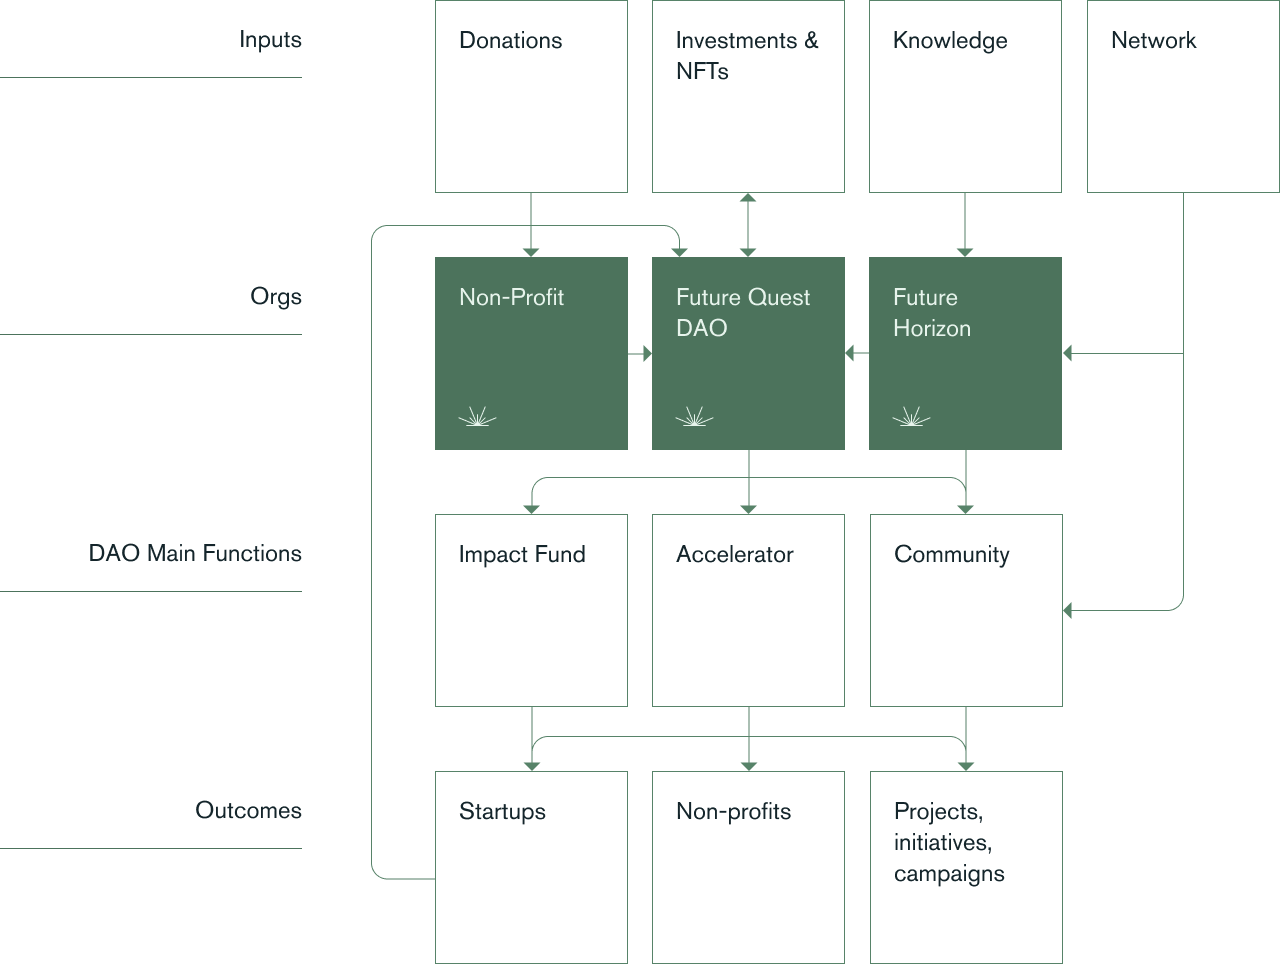 Inputs
Donations
Investments &
NFTs
Knowledge
Network
Orgs
Non-Profit
Future Quest
DAO
Future
Horizon
DAO Main Functions
Impact Fund
Accelerator
Community
Outcomes
Startups
Non-profits
Projects,
initiatives,
campaigns